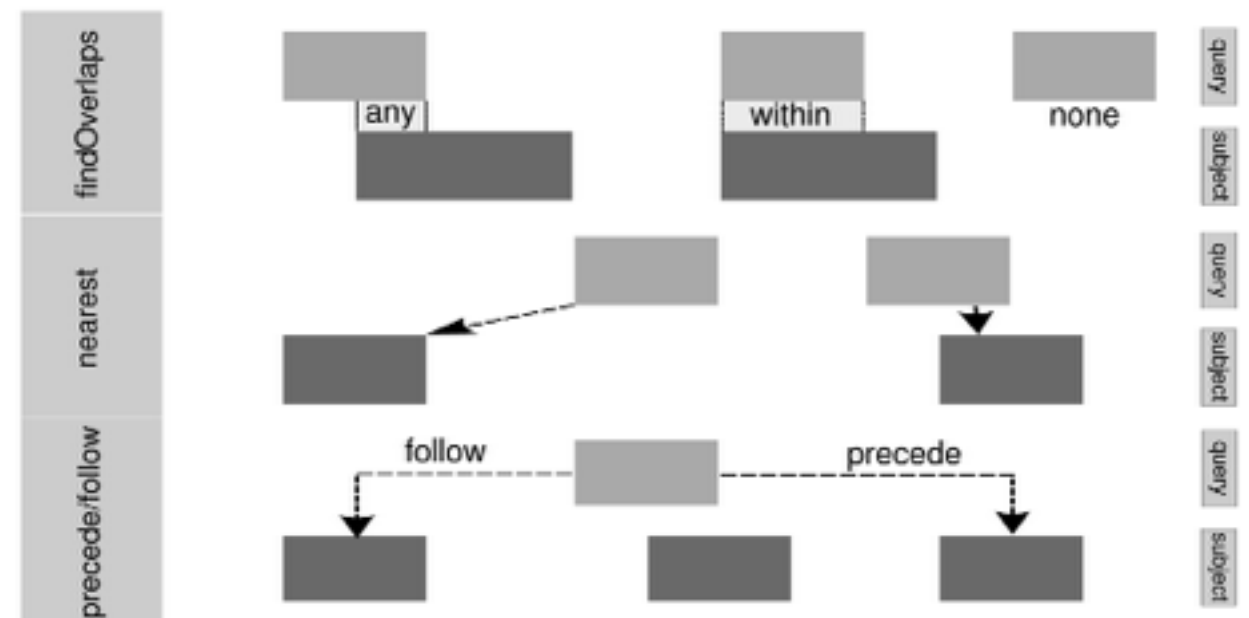 findOverlaps
any
within
none
query
subject
nearest
query
subject
precede/follow
follow
precede
query
subject